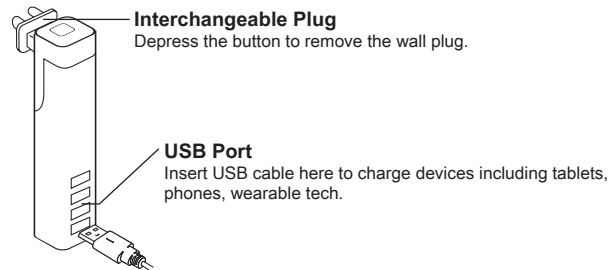 Interchangeable Plug
Depress the button to remove the wall plug.
USB Port
Insert USB cable here to charge devices including tablets,
phones, wearable tech.